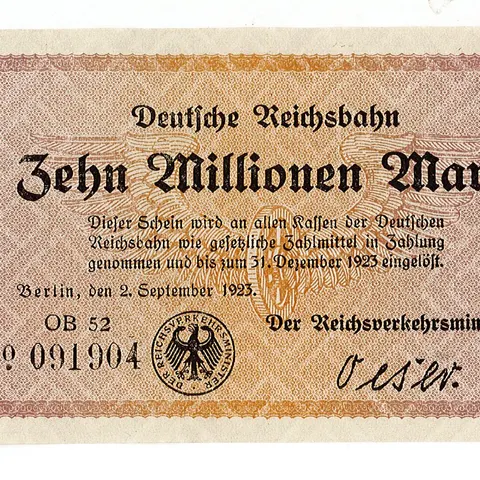 Deutsche Reichsbahn
Zehn Millionen Mar
Dieser Schein wird an allen Kassen der Deutschen
Reichsbahn wie gesetzliche Zahlmittel in Zahlung
genommen und bis zum 31. Dezember 1923 eingelöst.
Berlin, den 2. September 1923.
OB 52
Der Reichsverkehrsmin
o 091904
DER REICHSVERKEHRSMINISTER
Oeser.